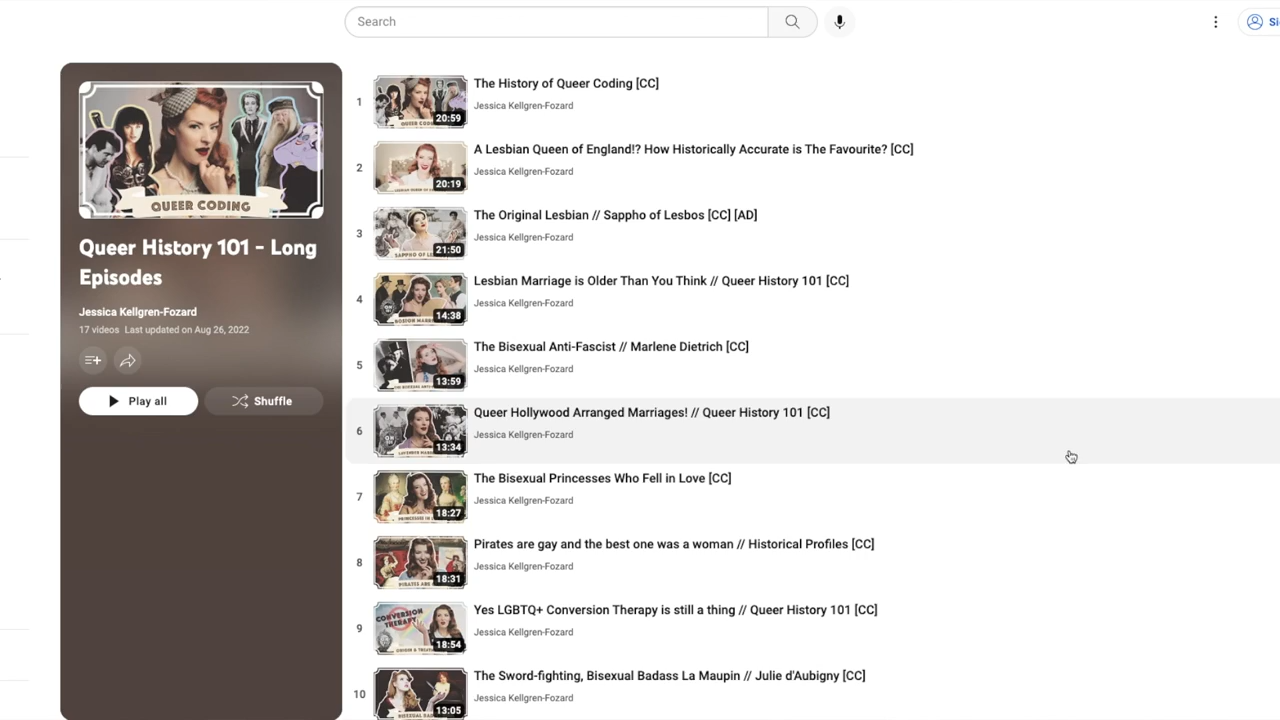 Search
Si
QUEER CODING
Queer History 101 - Long
Episodes
Jessica Kellgren-Fozard
17 videos Last updated on Aug 26, 2022
Play all
Shuffle
1
20:59
The History of Queer Coding [CC]
Jessica Kellgren-Fozard
2
20:19
A Lesbian Queen of England!? How Historically Accurate is The Favourite? [CC]
Jessica Kellgren-Fozard
3
21:50
The Original Lesbian // Sappho of Lesbos [CC] [AD]
Jessica Kellgren-Fozard
4
14:38
Lesbian Marriage is Older Than You Think // Queer History 101 [CC]
Jessica Kellgren-Fozard
5
13:59
The Bisexual Anti-Fascist // Marlene Dietrich [CC]
Jessica Kellgren-Fozard
6
13:34
Queer Hollywood Arranged Marriages! // Queer History 101 [CC]
Jessica Kellgren-Fozard
7
18:27
The Bisexual Princesses Who Fell in Love [CC]
Jessica Kellgren-Fozard
8
18:31
Pirates are gay and the best one was a woman // Historical Profiles [CC]
Jessica Kellgren-Fozard
9
CONVERSION
THERAPY
18:54
Yes LGBTQ+ Conversion Therapy is still a thing // Queer History 101 [CC]
Jessica Kellgren-Fozard
10
13:05
The Sword-fighting, Bisexual Badass La Maupin // Julie d'Aubigny [CC]
Jessica Kellgren-Fozard